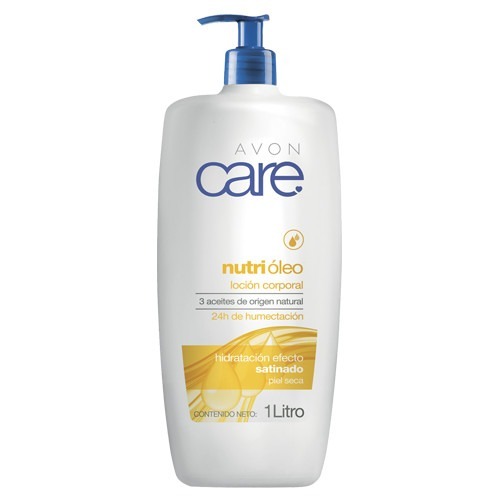 AVON
care
nutri óleo
loción corporal
3 aceites de origen natural
24h de humectación
hidratación efecto
satinado
piel seca
CONTENIDO NETO: 1 Litro